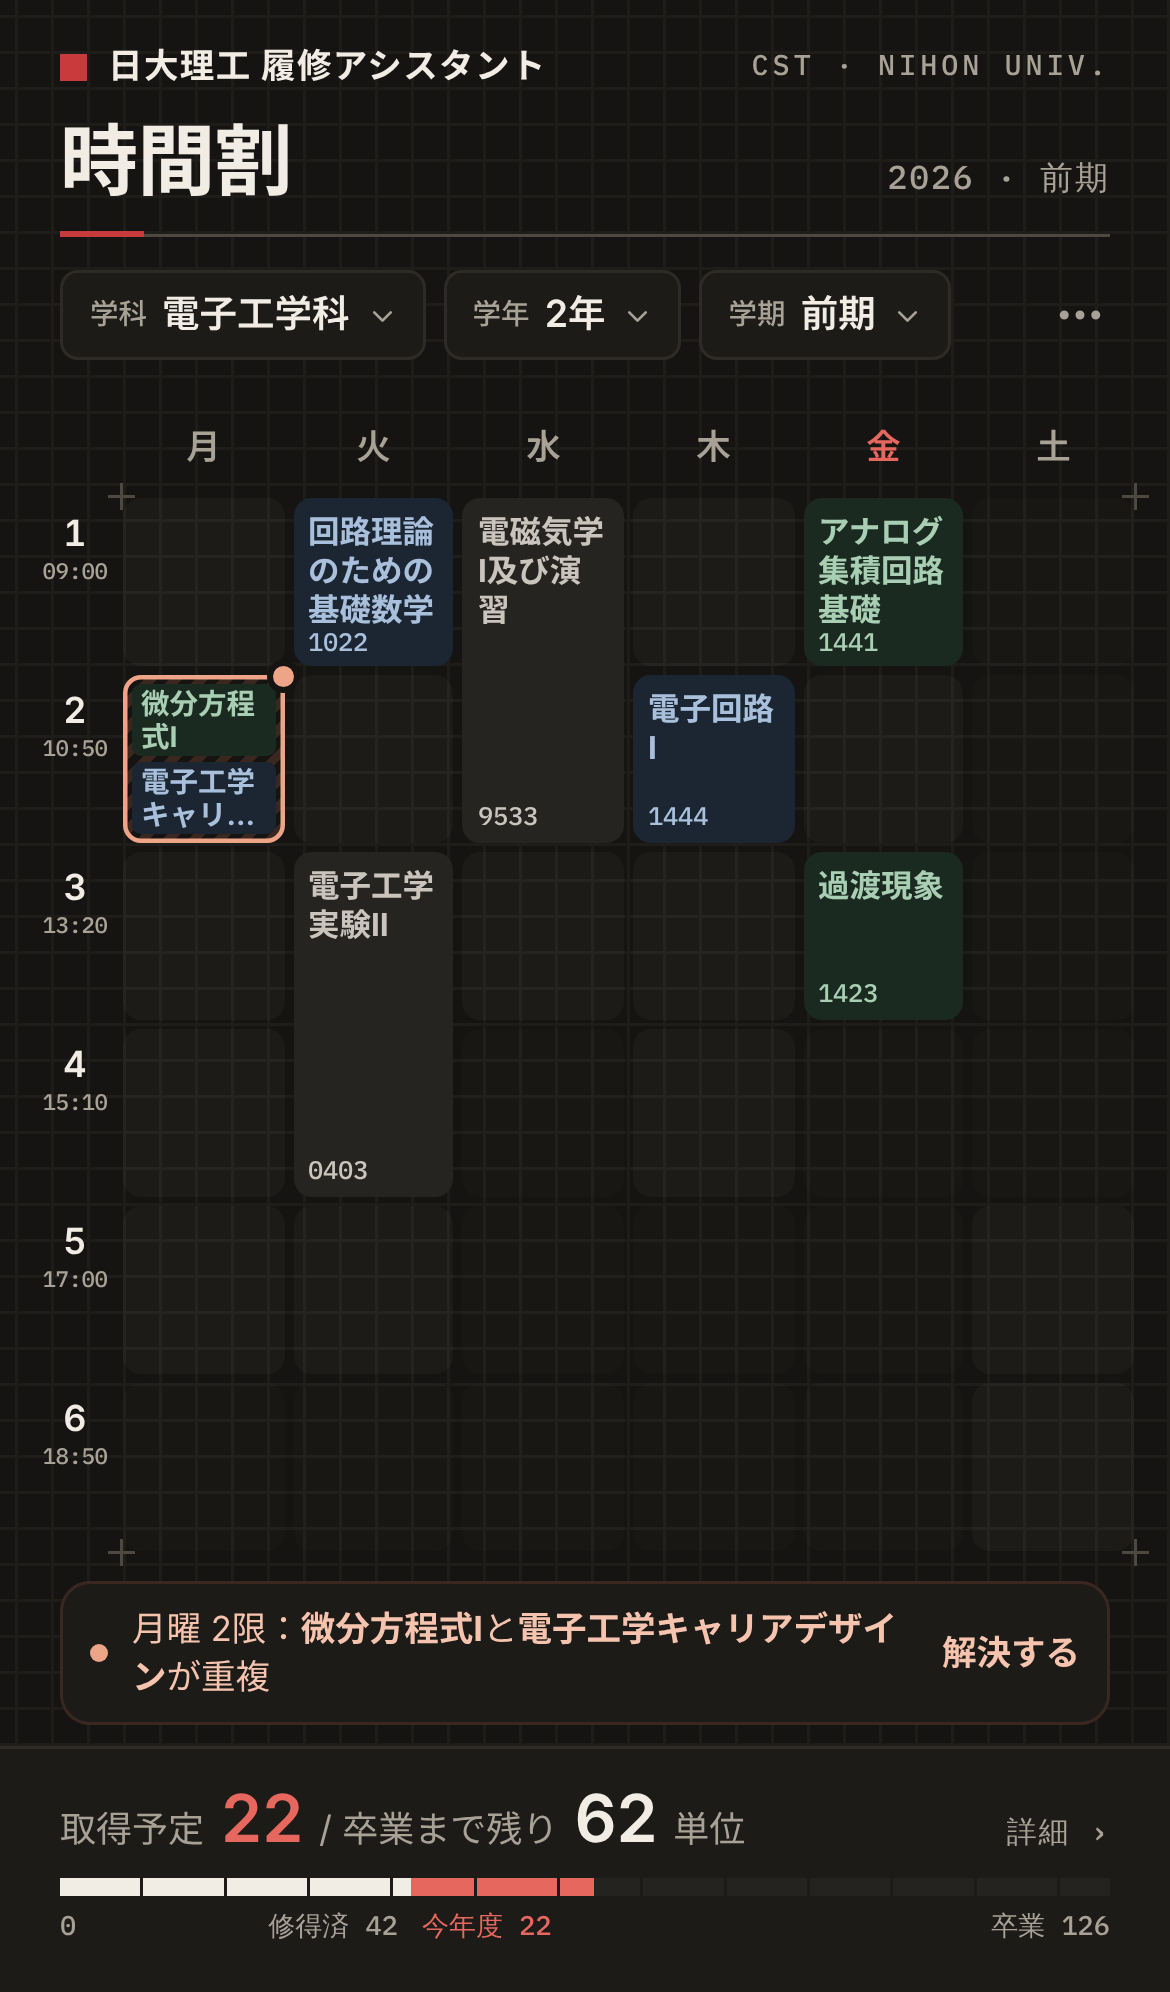 日大理工 履修アシスタント
CST · NIHON UNIV.
時間割
2026 · 前期
学科 電子工学科
学年 2年
学期 前期
月 火 水 木 金 土
1
09:00
回路理論
のための
基礎数学
1022
電磁気学
I及び演
習
9533
アナログ
集積回路
基礎
1441
2
10:50
微分方程
式I
電子工学
キャリ…
電子回路
I
1444
3
13:20
電子工学
実験II
0403
過渡現象
1423
4
15:10
5
17:00
6
18:50
月曜 2限：微分方程式Iと電子工学キャリアデザイ
ンが重複
解決する
取得予定 22 / 卒業まで残り 62 単位
詳細 ›
0 修得済 42 今年度 22 卒業 126